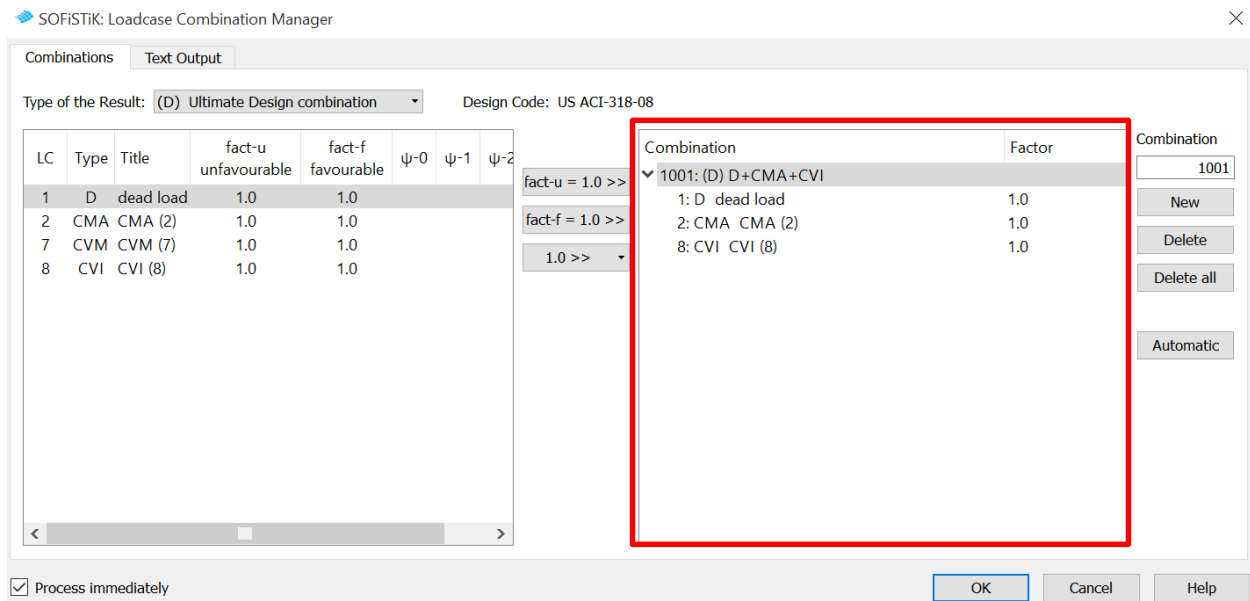 SOFiSTiK: Loadcase Combination Manager
Combinations Text Output
Type of the Result: (D) Ultimate Design combination Design Code: US ACI-318-08
LC Type Title fact-u unfavourable fact-f favourable ψ-0 ψ-1 ψ-2
1 D dead load 1.0 1.0
2 CMA CMA (2) 1.0 1.0
7 CVM CVM (7) 1.0 1.0
8 CVI CVI (8) 1.0 1.0
fact-u = 1.0 >>
fact-f = 1.0 >>
1.0 >>
Combination Factor
1001: (D) D+CMA+CVI
1: D dead load 1.0
2: CMA CMA (2) 1.0
8: CVI CVI (8) 1.0
Combination
1001
New
Delete
Delete all
Automatic
Process immediately
OK Cancel Help